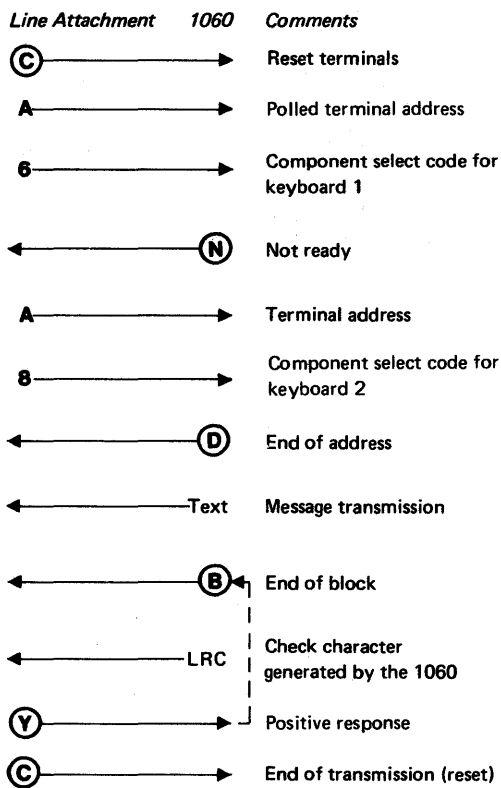 Line Attachment 1060 Comments
C Reset terminals
A Polled terminal address
6 Component select code for
keyboard 1
N Not ready
A Terminal address
8 Component select code for
keyboard 2
D End of address
Text Message transmission
B End of block
LRC Check character
generated by the 1060
Y Positive response
C End of transmission (reset)